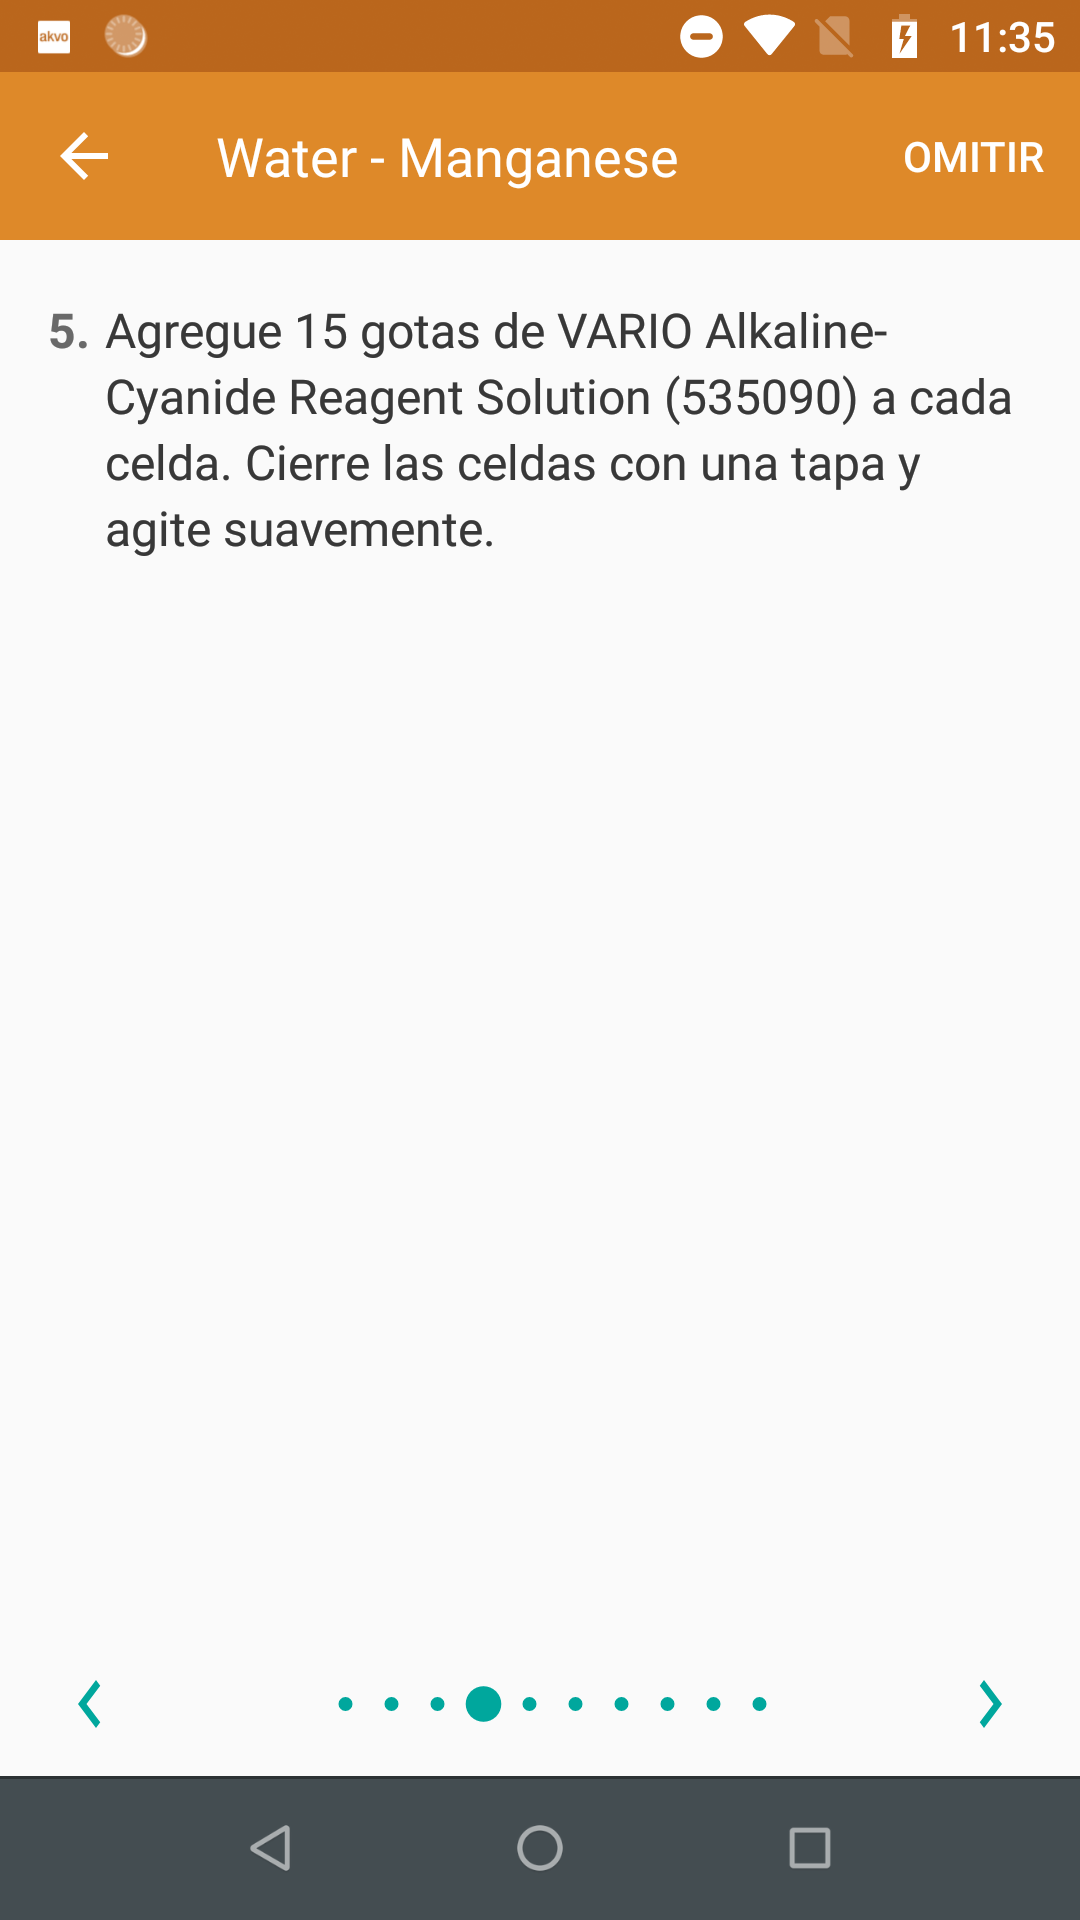 akvo
11:35
Water - Manganese
OMITIR
5. Agregue 15 gotas de VARIO Alkaline-
Cyanide Reagent Solution (535090) a cada
celda. Cierre las celdas con una tapa y
agite suavemente.